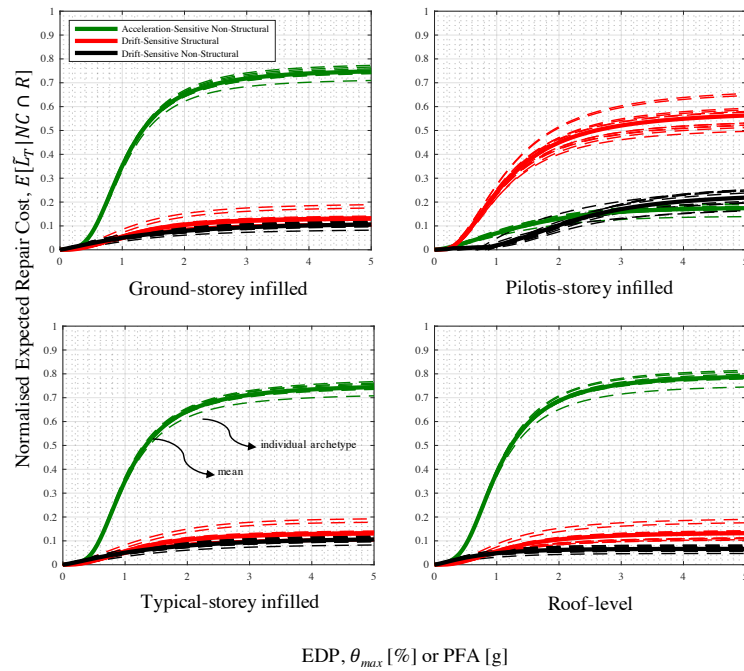 Normalised Expected Repair Cost, E[L̃_T |NC ∩ R]
1
0.9
0.8
0.7
0.6
0.5
0.4
0.3
0.2
0.1
0
Acceleration-Sensitive Non-Structural
Drift-Sensitive Structural
Drift-Sensitive Non-Structural
0 1 2 3 4 5
Ground-storey infilled
1
0.9
0.8
0.7
0.6
0.5
0.4
0.3
0.2
0.1
0
0 1 2 3 4 5
Pilotis-storey infilled
1
0.9
0.8
0.7
0.6
0.5
0.4
0.3
0.2
0.1
0
individual archetype
mean
0 1 2 3 4 5
Typical-storey infilled
1
0.9
0.8
0.7
0.6
0.5
0.4
0.3
0.2
0.1
0
0 1 2 3 4 5
Roof-level
EDP, θ_max [%] or PFA [g]